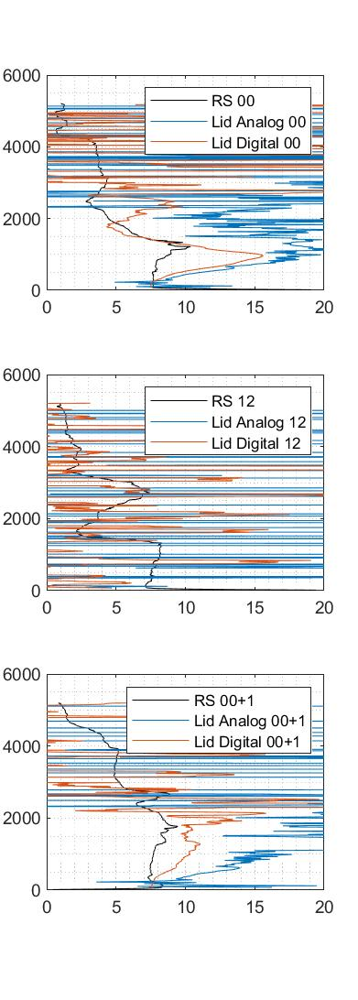 6000
RS 00
Lid Analog 00
Lid Digital 00
4000
2000
0
0 5 10 15 20
6000
RS 12
Lid Analog 12
Lid Digital 12
4000
2000
0
0 5 10 15 20
6000
RS 00+1
Lid Analog 00+1
Lid Digital 00+1
4000
2000
0
0 5 10 15 20